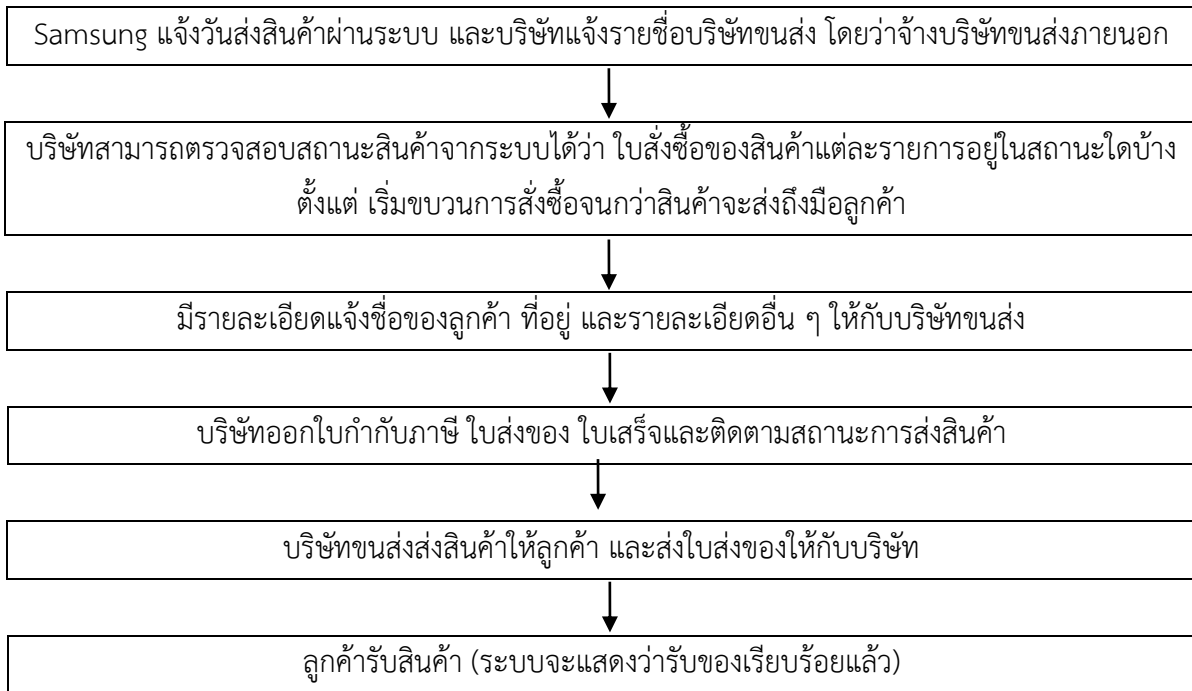 Samsung แจ้งวันส่งสินค้าผ่านระบบ และบริษัทแจ้งรายชื่อบริษัทขนส่ง โดยว่าจ้างบริษัทขนส่งภายนอก
บริษัทสามารถตรวจสอบสถานะสินค้าจากระบบได้ว่า ใบสั่งซื้อของสินค้าแต่ละรายการอยู่ในสถานะใดบ้าง
ตั้งแต่ เริ่มขบวนการสั่งซื้อจนกว่าสินค้าจะส่งถึงมือลูกค้า
มีรายละเอียดแจ้งชื่อของลูกค้า ที่อยู่ และรายละเอียดอื่น ๆ ให้กับบริษัทขนส่ง
บริษัทออกใบกำกับภาษี ใบส่งของ ใบเสร็จและติดตามสถานะการส่งสินค้า
บริษัทขนส่งส่งสินค้าให้ลูกค้า และส่งใบส่งของให้กับบริษัท
ลูกค้ารับสินค้า (ระบบจะแสดงว่ารับของเรียบร้อยแล้ว)